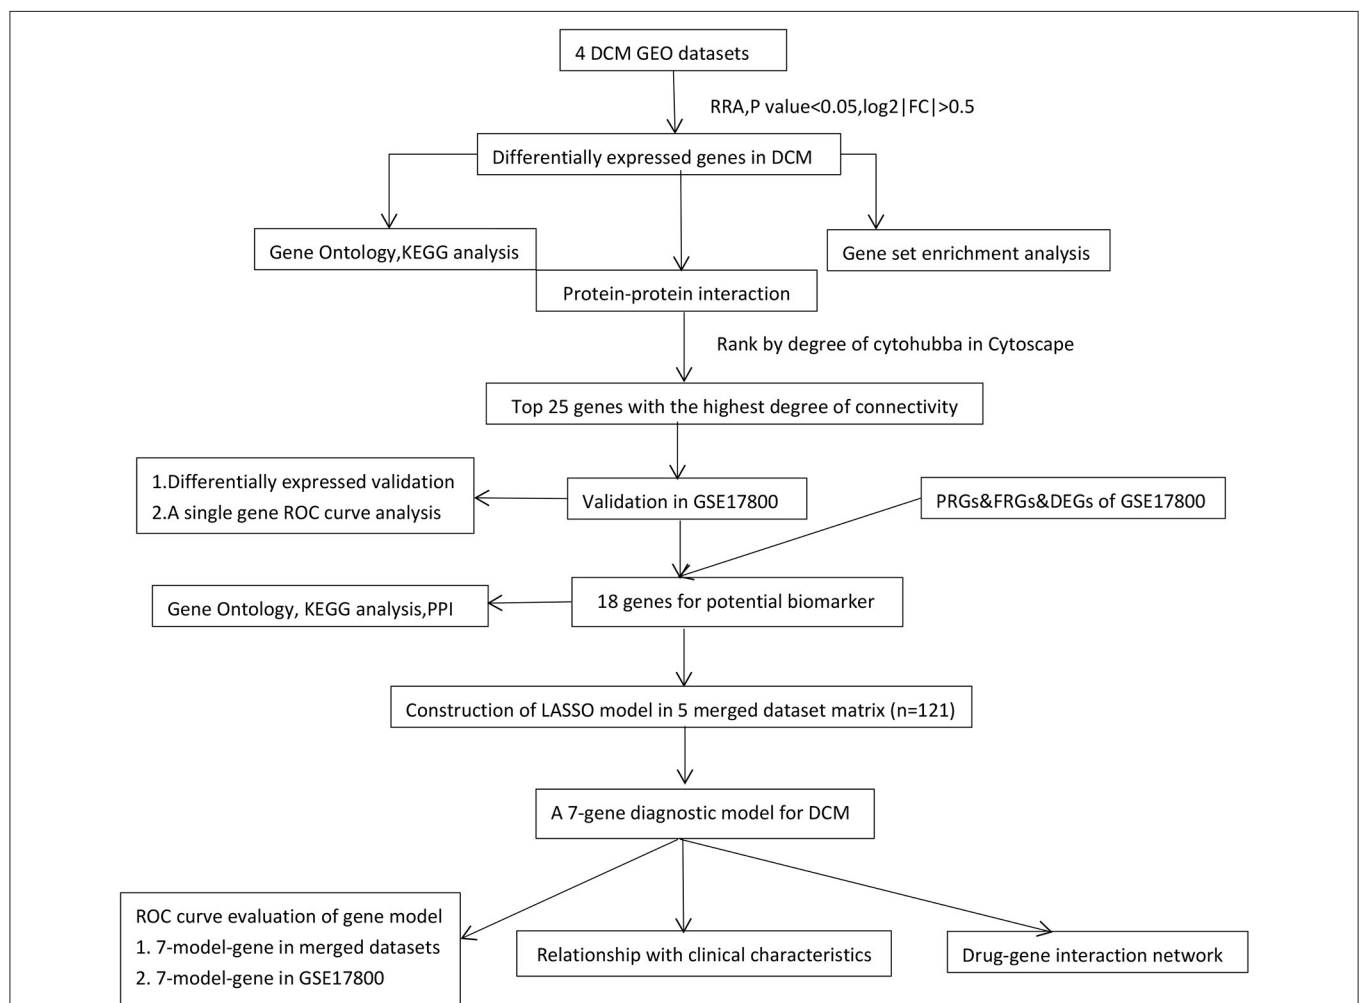 4 DCM GEO datasets
RRA,P value<0.05,log2|FC|>0.5
Differentially expressed genes in DCM
Gene Ontology,KEGG analysis
Gene set enrichment analysis
Protein-protein interaction
Rank by degree of cytohubba in Cytoscape
Top 25 genes with the highest degree of connectivity
1.Differentially expressed validation
2.A single gene ROC curve analysis
Validation in GSE17800
PRGs&FRGs&DEGs of GSE17800
Gene Ontology, KEGG analysis,PPI
18 genes for potential biomarker
Construction of LASSO model in 5 merged dataset matrix (n=121)
A 7-gene diagnostic model for DCM
ROC curve evaluation of gene model
1. 7-model-gene in merged datasets
2. 7-model-gene in GSE17800
Relationship with clinical characteristics
Drug-gene interaction network